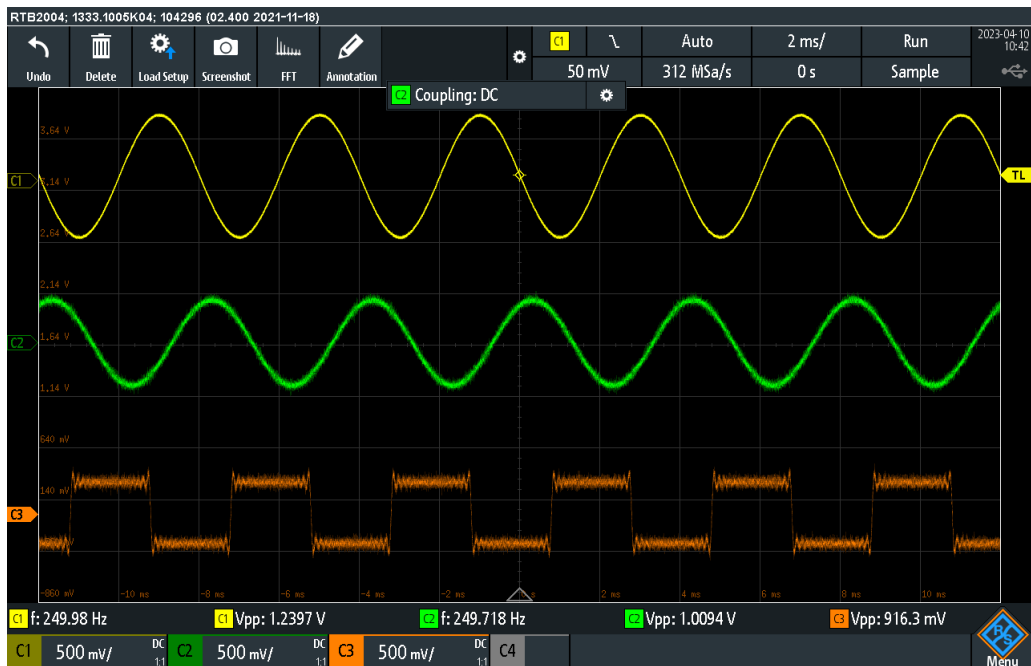 RTB2004; 1333.1005K04; 104296 (02.400 2021-11-18)
Undo Delete Load Setup Screenshot FFT Annotation
C1 Auto 2 ms/ Run
2023-04-10
10:42
50 mV 312 MSa/s 0 s Sample
C2 Coupling: DC
3.64 V
C1 3.14 V TL
2.64 V
2.14 V
1.64 V
C2
1.14 V
640 mV
140 mV
C3
V
-860 mV -10 ms -8 ms -6 ms -4 ms -2 ms 0 s 2 ms 4 ms 6 ms 8 ms 10 ms
C1 f: 249.98 Hz C1 Vpp: 1.2397 V C2 f: 249.718 Hz C2 Vpp: 1.0094 V C3 Vpp: 916.3 mV
C1 500 mV/ DC 1:1 C2 500 mV/ DC 1:1 C3 500 mV/ DC 1:1 C4
R&S
Menu